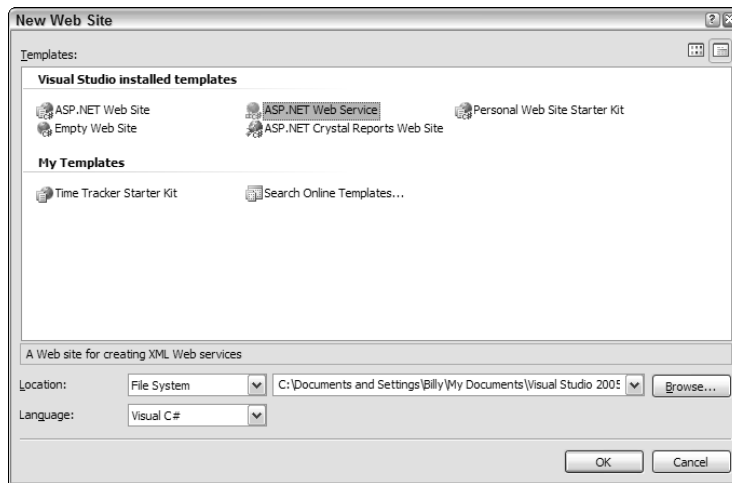 New Web Site
Templates:
Visual Studio installed templates
ASP.NET Web Site
ASP.NET Web Service
Personal Web Site Starter Kit
Empty Web Site
ASP.NET Crystal Reports Web Site
My Templates
Time Tracker Starter Kit
Search Online Templates...
A Web site for creating XML Web services
Location: File System C:\Documents and Settings\Billy\My Documents\Visual Studio 2005 Browse...
Language: Visual C#
OK Cancel